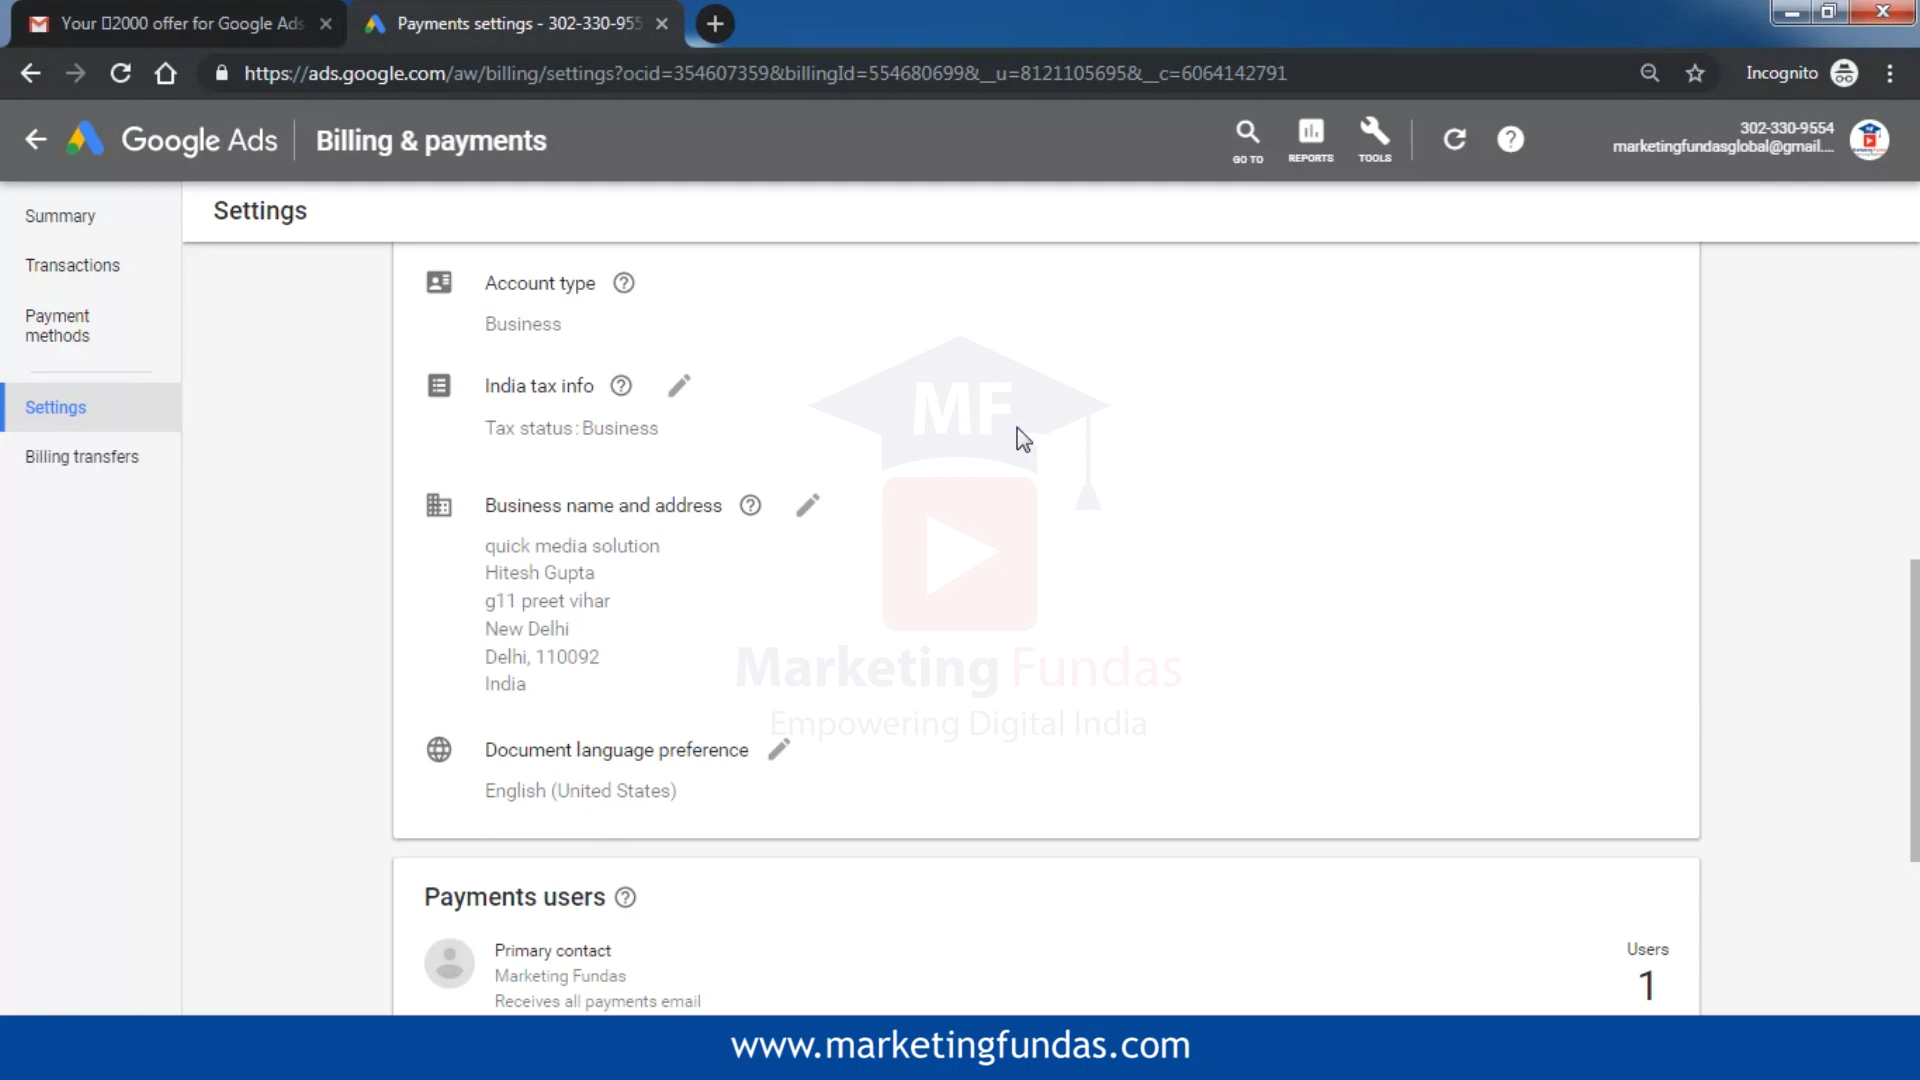 Your ▯2000 offer for Google Ads
Payments settings - 302-330-955
https://ads.google.com/aw/billing/settings?ocid=354607359&billingId=554680699&__u=8121105695&__c=6064142791
Incognito
Google Ads
Billing & payments
GO TO
REPORTS
TOOLS
302-330-9554
marketingfundasglobal@gmail....
Summary
Transactions
Payment
methods
Settings
Billing transfers
Settings
Account type
Business
India tax info
Tax status: Business
Business name and address
quick media solution
Hitesh Gupta
g11 preet vihar
New Delhi
Delhi, 110092
India
Document language preference
English (United States)
MF
Marketing Fundas
Empowering Digital India
Payments users
Primary contact
Marketing Fundas
Receives all payments email
Users
1
www.marketingfundas.com